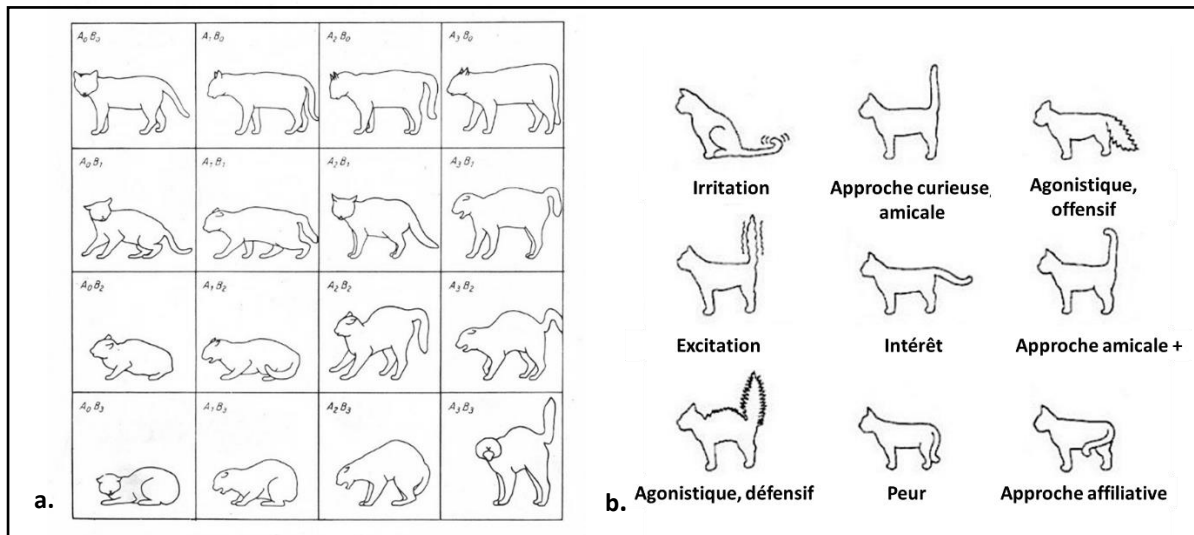 A₀B₀ A₁B₀ A₂B₀ A₃B₀
A₀B₁ A₁B₁ A₂B₁ A₃B₁
A₀B₂ A₁B₂ A₂B₂ A₃B₂
A₀B₃ A₁B₃ A₂B₃ A₃B₃
a.
Irritation
Approche curieuse,
amicale
Agonistique,
offensif
Excitation
Intérêt
Approche amicale +
Agonistique, défensif
Peur
Approche affiliative
b.